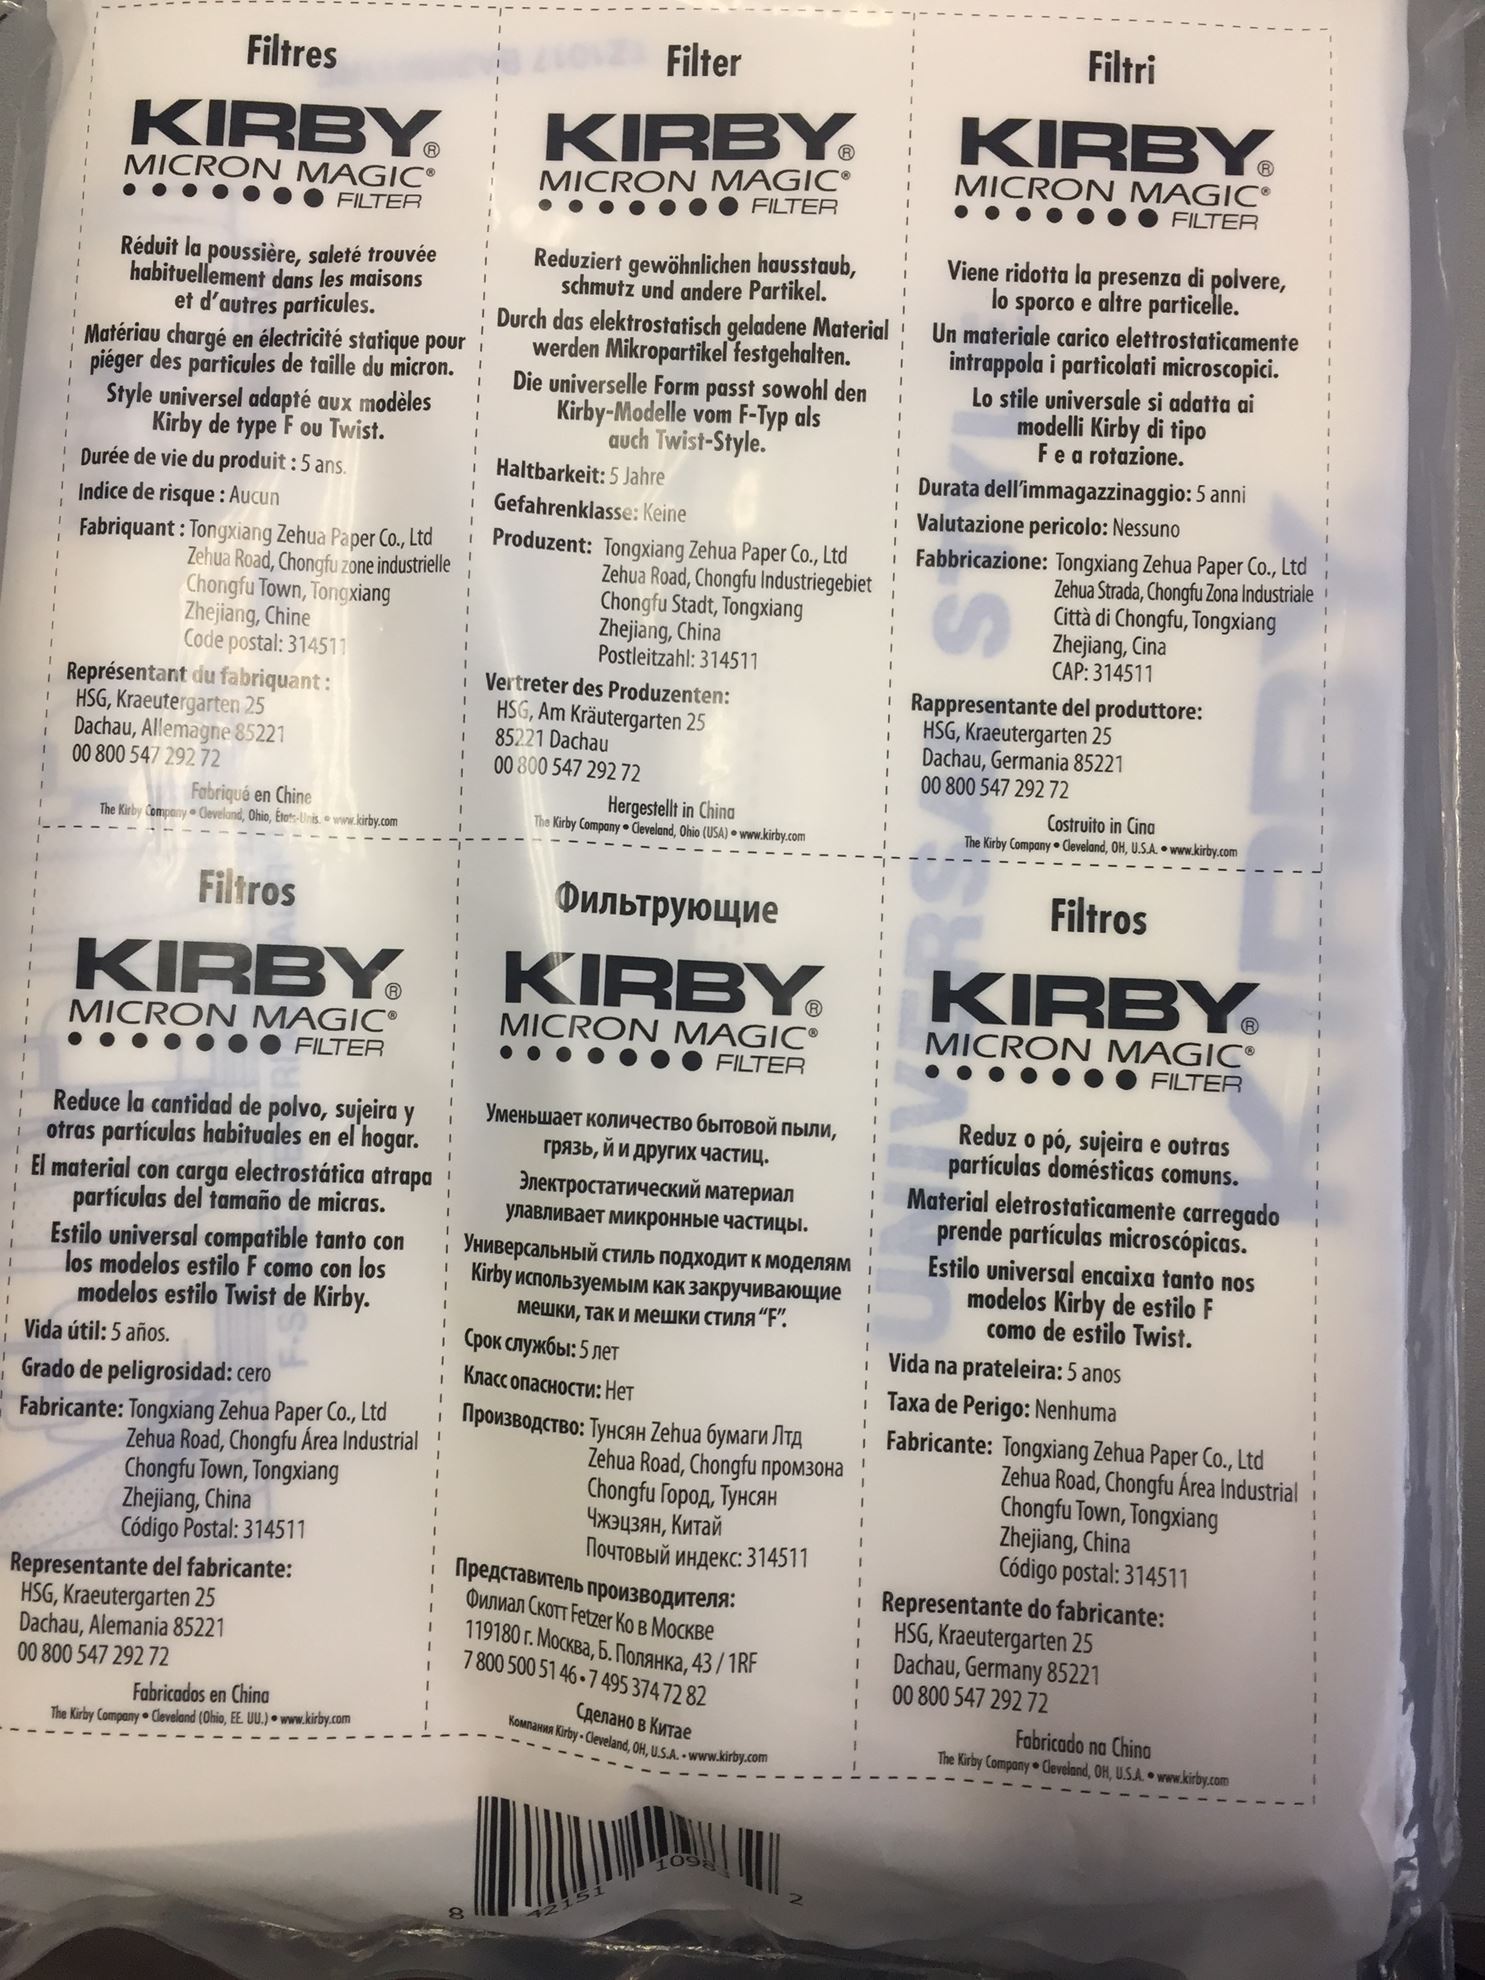 Filtres
KIRBY®
MICRON MAGIC®
FILTER
Réduit la poussière, saleté trouvée
habituellement dans les maisons
et d'autres particules.
Matériau chargé en électricité statique pour
piéger des particules de taille du micron.
Style universel adapté aux modèles
Kirby de type F ou Twist.
Durée de vie du produit : 5 ans.
Indice de risque : Aucun
Fabriquant : Tongxiang Zehua Paper Co., Ltd
Zehua Road, Chongfu zone industrielle
Chongfu Town, Tongxiang
Zhejiang, Chine
Code postal: 314511
Représentant du fabriquant :
HSG, Kraeutergarten 25
Dachau, Allemagne 85221
00 800 547 292 72
Fabriqué en Chine
The Kirby Company • Cleveland, Ohio, États-Unis. • www.kirby.com
Filter
KIRBY®
MICRON MAGIC®
FILTER
Reduziert gewöhnlichen hausstaub,
schmutz und andere Partikel.
Durch das elektrostatisch geladene Material
werden Mikropartikel festgehalten.
Die universelle Form passt sowohl den
Kirby-Modelle vom F-Typ als
auch Twist-Style.
Haltbarkeit: 5 Jahre
Gefahrenklasse: Keine
Produzent: Tongxiang Zehua Paper Co., Ltd
Zehua Road, Chongfu Industriegebiet
Chongfu Stadt, Tongxiang
Zhejiang, China
Postleitzahl: 314511
Vertreter des Produzenten:
HSG, Am Kräutergarten 25
85221 Dachau
00 800 547 292 72
Hergestellt in China
The Kirby Company • Cleveland, Ohio (USA) • www.kirby.com
Filtri
KIRBY®
MICRON MAGIC®
FILTER
Viene ridotta la presenza di polvere,
lo sporco e altre particelle.
Un materiale carico elettrostaticamente
intrappola i particolati microscopici.
Lo stile universale si adatta ai
modelli Kirby di tipo
F e a rotazione.
Durata dell'immagazzinaggio: 5 anni
Valutazione pericolo: Nessuno
Fabbricazione: Tongxiang Zehua Paper Co., Ltd
Zehua Strada, Chongfu Zona Industriale
Città di Chongfu, Tongxiang
Zhejiang, Cina
CAP: 314511
Rappresentante del produttore:
HSG, Kraeutergarten 25
Dachau, Germania 85221
00 800 547 292 72
Costruito in Cina
The Kirby Company • Cleveland, OH, U.S.A. • www.kirby.com
Filtros
KIRBY®
MICRON MAGIC®
FILTER
Reduce la cantidad de polvo, sujeira y
otras partículas habituales en el hogar.
El material con carga electrostática atrapa
partículas del tamaño de micras.
Estilo universal compatible tanto con
los modelos estilo F como con los
modelos estilo Twist de Kirby.
Vida útil: 5 años.
Grado de peligrosidad: cero
Fabricante: Tongxiang Zehua Paper Co., Ltd
Zehua Road, Chongfu Área Industrial
Chongfu Town, Tongxiang
Zhejiang, China
Código Postal: 314511
Representante del fabricante:
HSG, Kraeutergarten 25
Dachau, Alemania 85221
00 800 547 292 72
Fabricados en China
The Kirby Company • Cleveland (Ohio, EE. UU.) • www.kirby.com
Фильтрующие
KIRBY®
MICRON MAGIC®
FILTER
Уменьшает количество бытовой пыли,
грязь, й и других частиц.
Электростатический материал
улавливает микронные частицы.
Универсальный стиль подходит к моделям
Kirby используемым как закручивающие
мешки, так и мешки стиля “F”.
Срок службы: 5 лет
Класс опасности: Нет
Производство: Тунсян Zehua бумаги Лтд
Zehua Road, Chongfu промзона
Chongfu Город, Тунсян
Чжэцзян, Китай
Почтовый индекс: 314511
Представитель производителя:
Филиал Скотт Fetzer Ко в Москве
119180 г. Москва, Б. Полянка, 43 / 1RF
7 800 500 51 46 • 7 495 374 72 82
Сделано в Китае
Компания Kirby • Cleveland, OH, U.S.A. • www.kirby.com
Filtros
KIRBY®
MICRON MAGIC®
FILTER
Reduz o pó, sujeira e outras
partículas domésticas comuns.
Material eletrostaticamente carregado
prende partículas microscópicas.
Estilo universal encaixa tanto nos
modelos Kirby de estilo F
como de estilo Twist.
Vida na prateleira: 5 anos
Taxa de Perigo: Nenhuma
Fabricante: Tongxiang Zehua Paper Co., Ltd
Zehua Road, Chongfu Área Industrial
Chongfu Town, Tongxiang
Zhejiang, China
Código postal: 314511
Representante do fabricante:
HSG, Kraeutergarten 25
Dachau, Germany 85221
00 800 547 292 72
Fabricado na China
The Kirby Company • Cleveland, OH, U.S.A. • www.kirby.com
UNIVERSAL STYL
KIRBY
8 42151 2